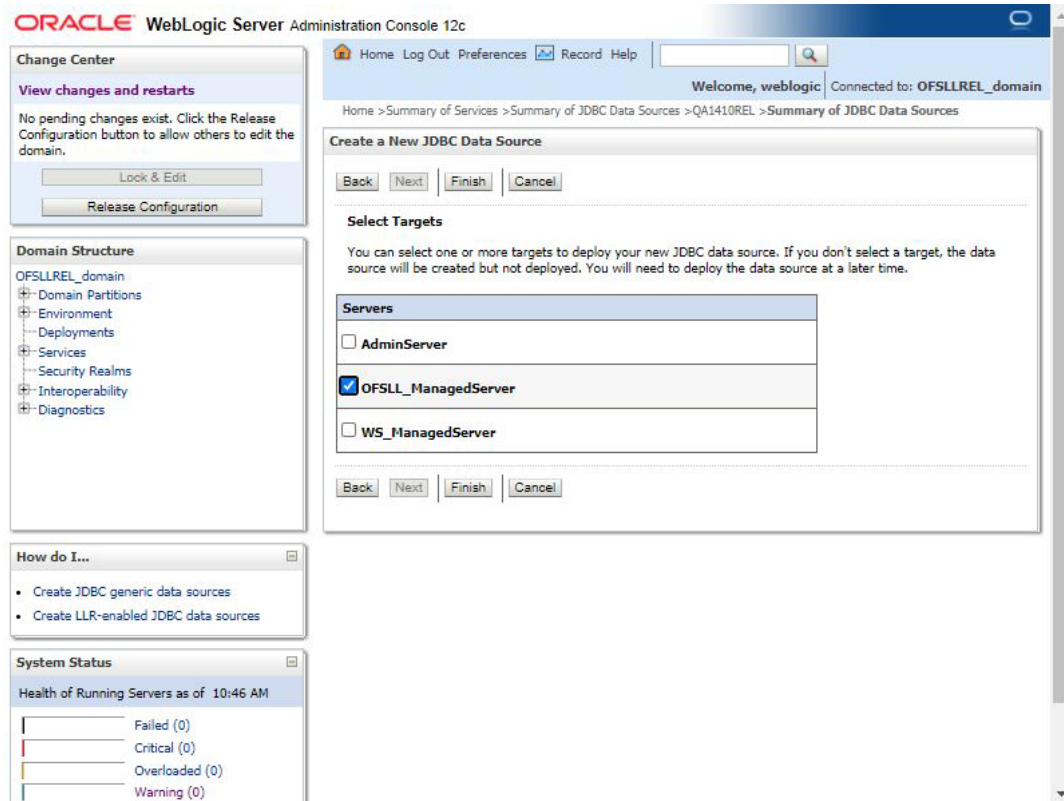 ORACLE WebLogic Server Administration Console 12c
Change Center
View changes and restarts
No pending changes exist. Click the Release
Configuration button to allow others to edit the
domain.
Lock & Edit
Release Configuration
Domain Structure
OFSLLREL_domain
Domain Partitions
Environment
Deployments
Services
Security Realms
Interoperability
Diagnostics
How do I...
Create JDBC generic data sources
Create LLR-enabled JDBC data sources
System Status
Health of Running Servers as of 10:46 AM
Failed (0)
Critical (0)
Overloaded (0)
Warning (0)
Home Log Out Preferences Record Help
Welcome, weblogic Connected to: OFSLLREL_domain
Home >Summary of Services >Summary of JDBC Data Sources >QA1410REL >Summary of JDBC Data Sources
Create a New JDBC Data Source
Back Next Finish Cancel
Select Targets
You can select one or more targets to deploy your new JDBC data source. If you don't select a target, the data
source will be created but not deployed. You will need to deploy the data source at a later time.
Servers
AdminServer
OFSLL_ManagedServer
WS_ManagedServer
Back Next Finish Cancel